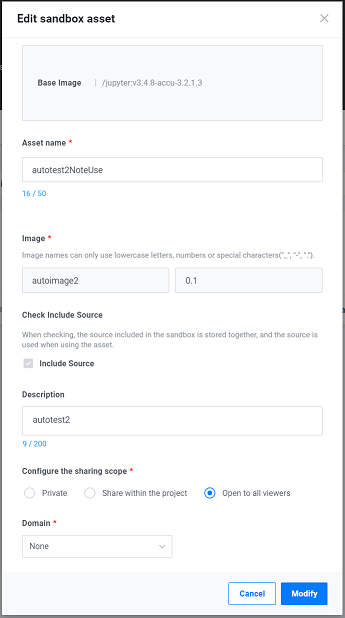 Edit sandbox asset
Base Image | /jupyter:v3.4.8-accu-3.2.1.3
Asset name *
autotest2NoteUse
16 / 50
Image *
Image names can only use lowercase letters, numbers or special characters("_", "-", ".").
autoimage2 0.1
Check Include Source
When checking, the source included in the sandbox is stored together, and the source is
used when using the asset.
Include Source
Description
autotest2
9 / 200
Configure the sharing scope *
Private Share within the project Open to all viewers
Domain *
None
Cancel Modify